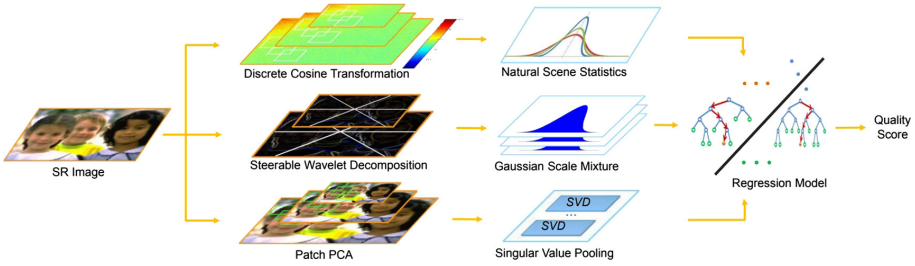 SR Image
Discrete Cosine Transformation
Natural Scene Statistics
Steerable Wavelet Decomposition
Gaussian Scale Mixture
Patch PCA
SVD
...
SVD
Singular Value Pooling
Regression Model
Quality
Score